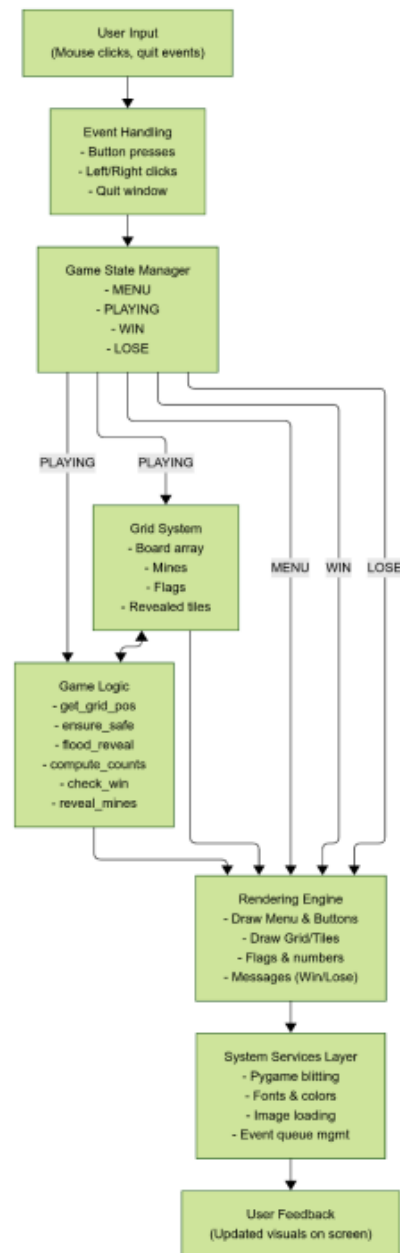 User Input
(Mouse clicks, quit events)
Event Handling
- Button presses
- Left/Right clicks
- Quit window
Game State Manager
- MENU
- PLAYING
- WIN
- LOSE
PLAYING
PLAYING
Grid System
- Board array
- Mines
- Flags
- Revealed tiles
MENU
WIN
LOSE
Game Logic
- get_grid_pos
- ensure_safe
- flood_reveal
- compute_counts
- check_win
- reveal_mines
Rendering Engine
- Draw Menu & Buttons
- Draw Grid/Tiles
- Flags & numbers
- Messages (Win/Lose)
System Services Layer
- Pygame blitting
- Fonts & colors
- Image loading
- Event queue mgmt
User Feedback
(Updated visuals on screen)